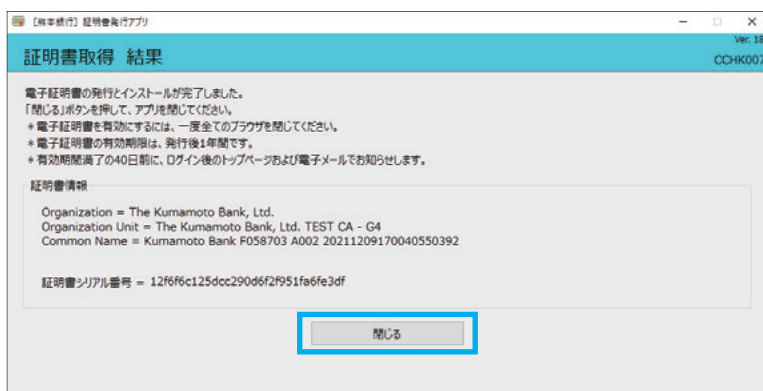 ［熊本銀行］証明書発行アプリ
Ver. 18
証明書取得 結果
CCHK007
電子証明書の発行とインストールが完了しました。
「閉じる」ボタンを押して、アプリを閉じてください。
＊電子証明書を有効にするには、一度全てのブラウザを閉じてください。
＊電子証明書の有効期限は、発行後1年間です。
＊有効期間満了の40日前に、ログイン後のトップページおよび電子メールでお知らせします。
証明書情報
Organization = The Kumamoto Bank, Ltd.
Organization Unit = The Kumamoto Bank, Ltd. TEST CA - G4
Common Name = Kumamoto Bank F058703 A002 20211209170040550392
証明書シリアル番号 = 12f6f6c125dcc290d6f2f951fa6fe3df
閉じる